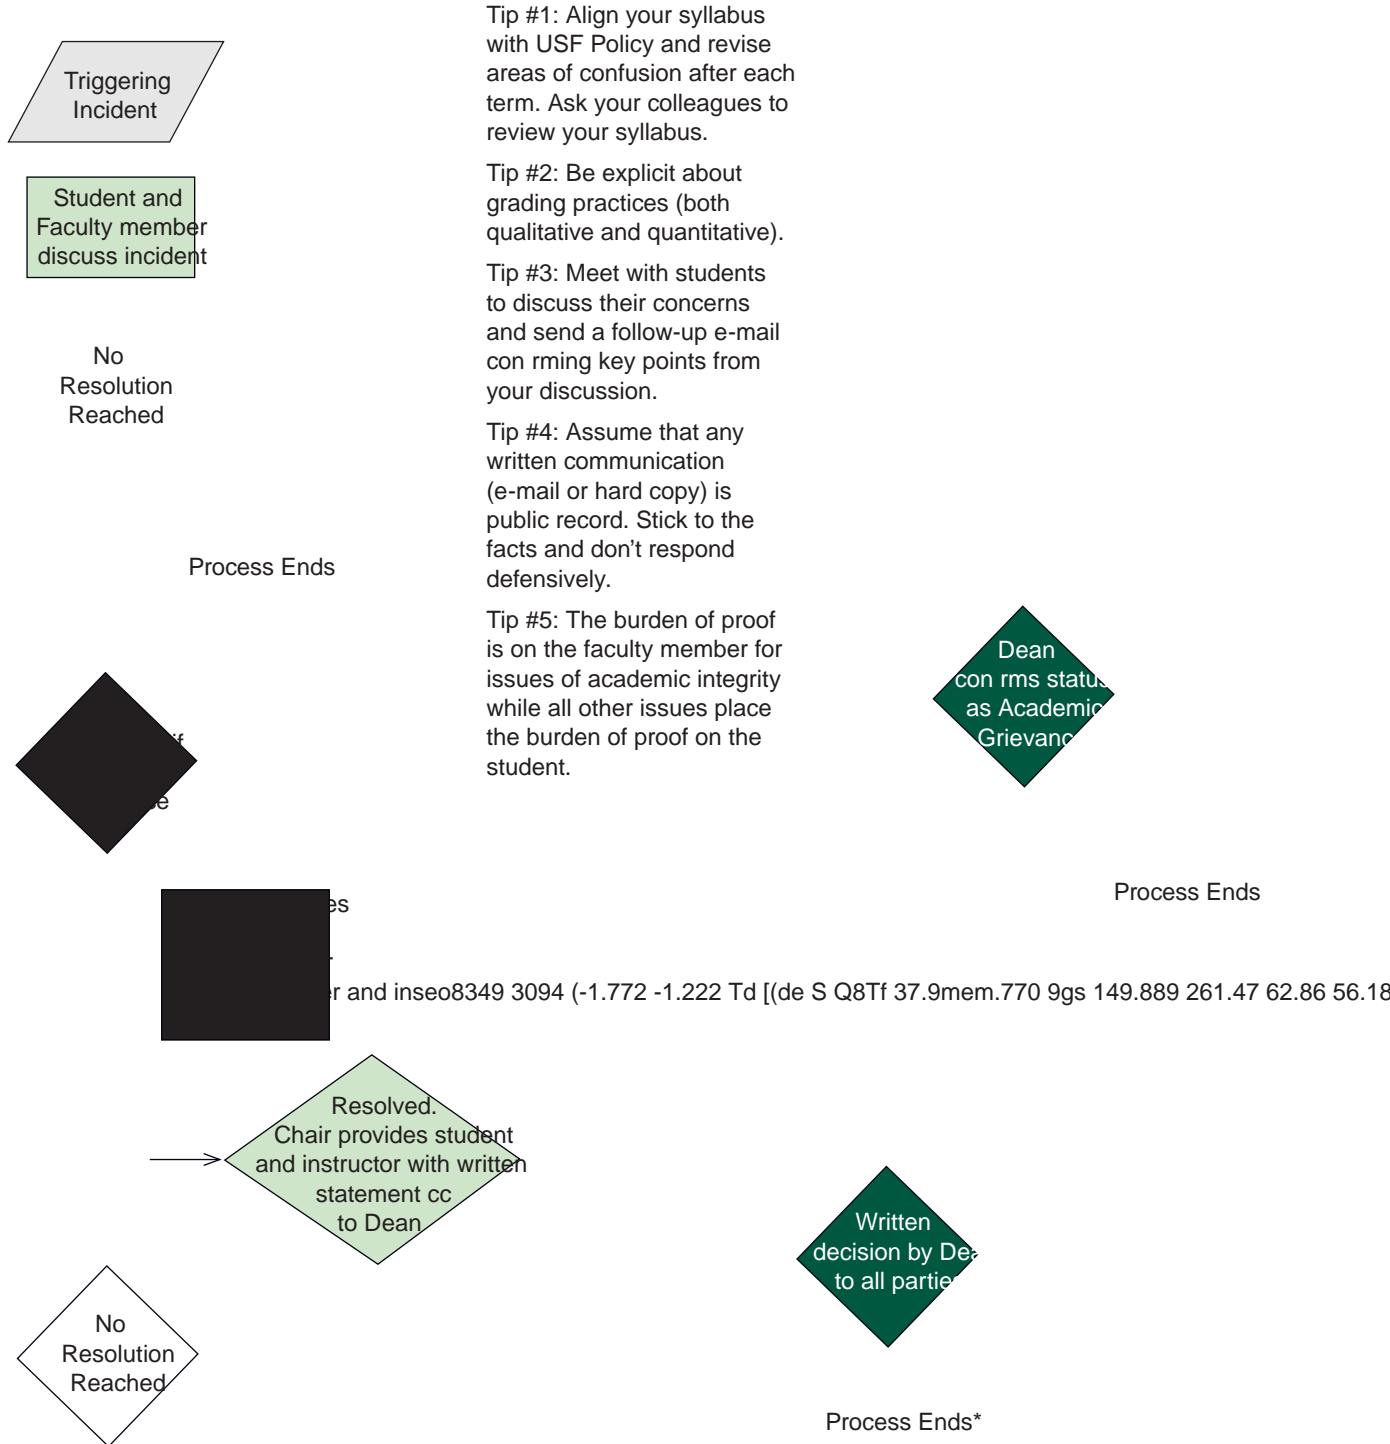 Triggering
Incident
Student and
Faculty member
discuss incident
No
Resolution
Reached
Process Ends
if
es
r and inseo8349 3094 (-1.772 -1.222 Td [(de S Q8Tf 37.9mem.770 9gs 149.889 261.47 62.86 56.18
Resolved.
Chair provides student
and instructor with written
statement cc
to Dean
No
Resolution
Reached
Tip #1: Align your syllabus
with USF Policy and revise
areas of confusion after each
term. Ask your colleagues to
review your syllabus.
Tip #2: Be explicit about
grading practices (both
qualitative and quantitative).
Tip #3: Meet with students
to discuss their concerns
and send a follow-up e-mail
con rming key points from
your discussion.
Tip #4: Assume that any
written communication
(e-mail or hard copy) is
public record. Stick to the
facts and don't respond
defensively.
Tip #5: The burden of proof
is on the faculty member for
issues of academic integrity
while all other issues place
the burden of proof on the
student.
Dean
con rms status
as Academic
Grievanc
Process Ends
Written
decision by Dea
to all partie
Process Ends*